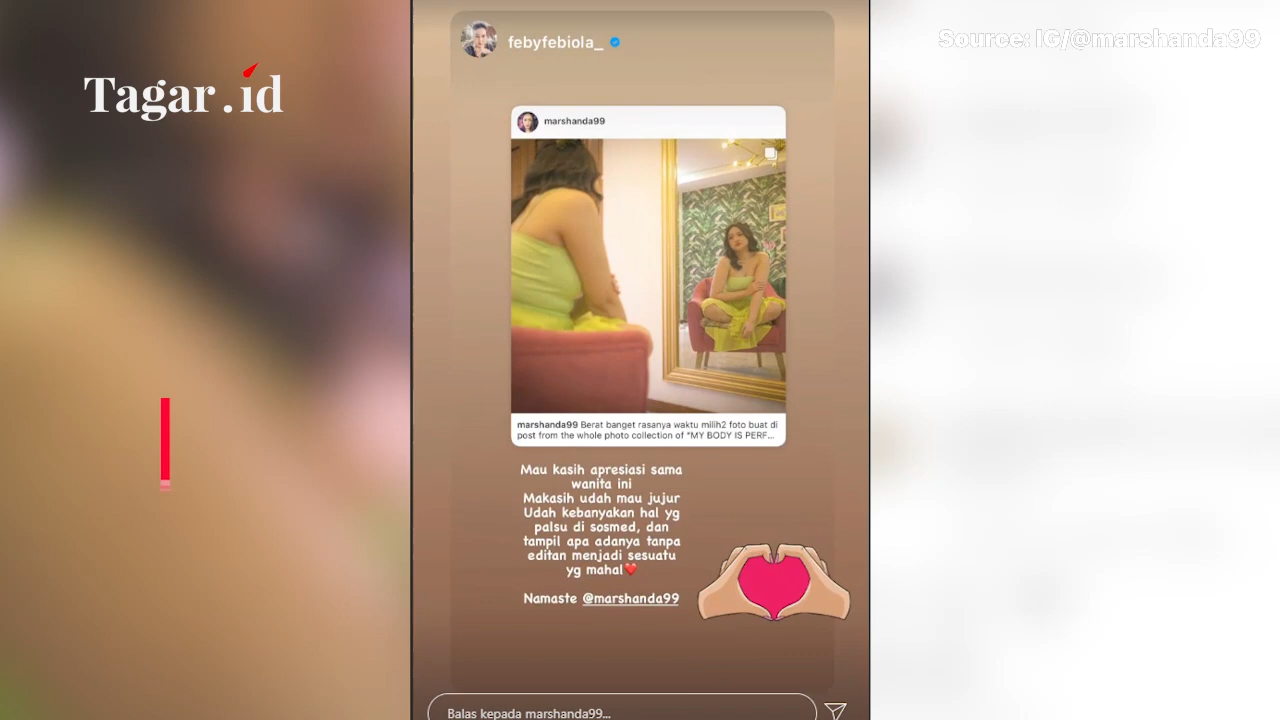 Tagar.id
Source: IG/@marshanda99
febyfebiola_
marshanda99
marshanda99 Berat banget rasanya waktu milih2 foto buat di
post from the whole photo collection of "MY BODY IS PERF...
Mau kasih apresiasi sama
wanita ini
Makasih udah mau jujur
Udah kebanyakan hal yg
palsu di sosmed, dan
tampil apa adanya tanpa
editan menjadi sesuatu
yg mahal❤️
Namaste @marshanda99
Balas kepada marshanda99...